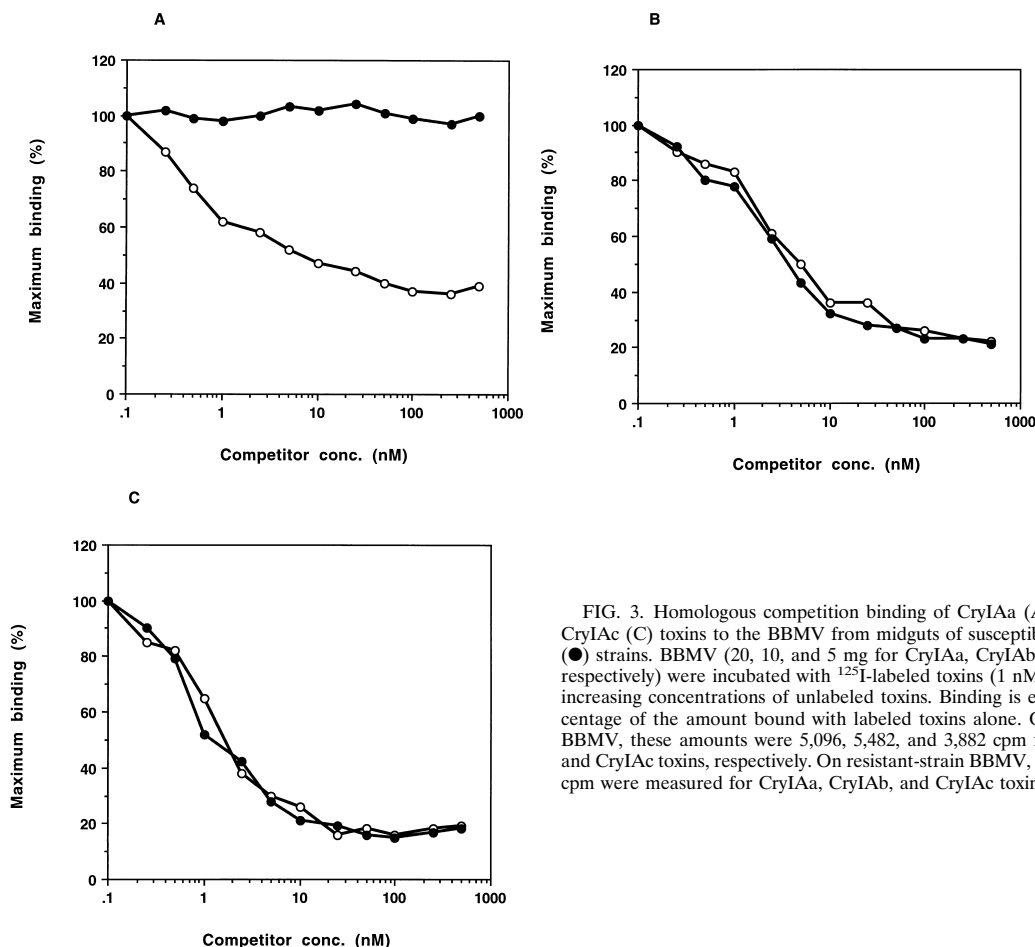 A
120
100
80
60
40
20
0
.1
1
10
100
1000
Maximum binding (%)
Competitor conc. (nM)
B
120
100
80
60
40
20
0
.1
1
10
100
1000
Maximum binding (%)
Competitor conc. (nM)
C
120
100
80
60
40
20
0
.1
1
10
100
1000
Maximum binding (%)
Competitor conc. (nM)
FIG. 3. Homologous competition binding of CryIAa (
CryIAc (C) toxins to the BBMV from midguts of susceptib
(●) strains. BBMV (20, 10, and 5 mg for CryIAa, CryIAb
respectively) were incubated with ¹²⁵I-labeled toxins (1 nM
increasing concentrations of unlabeled toxins. Binding is e
centage of the amount bound with labeled toxins alone.
BBMV, these amounts were 5,096, 5,482, and 3,882 cpm
and CryIAc toxins, respectively. On resistant-strain BBMV,
cpm were measured for CryIAa, CryIAb, and CryIAc toxin